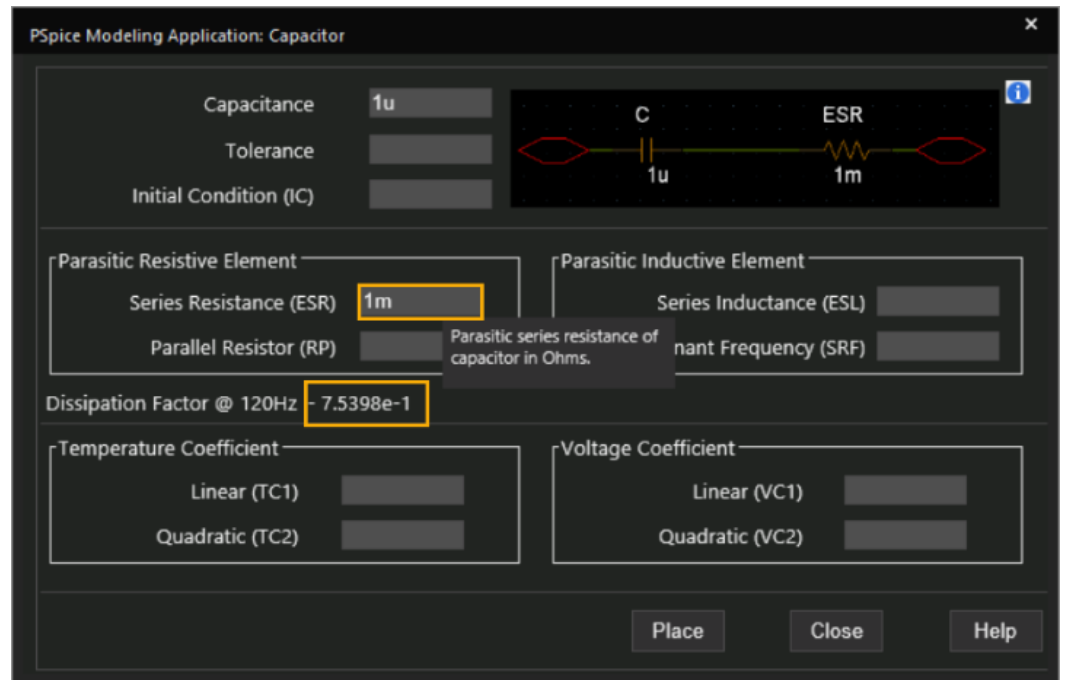 PSpice Modeling Application: Capacitor ×
Capacitance 1u
Tolerance
Initial Condition (IC)
C ESR
1u 1m
i
Parasitic Resistive Element
Series Resistance (ESR) 1m
Parallel Resistor (RP)
Parasitic Inductive Element
Series Inductance (ESL)
nant Frequency (SRF)
Parasitic series resistance of
capacitor in Ohms.
Dissipation Factor @ 120Hz - 7.5398e-1
Temperature Coefficient
Linear (TC1)
Quadratic (TC2)
Voltage Coefficient
Linear (VC1)
Quadratic (VC2)
Place Close Help